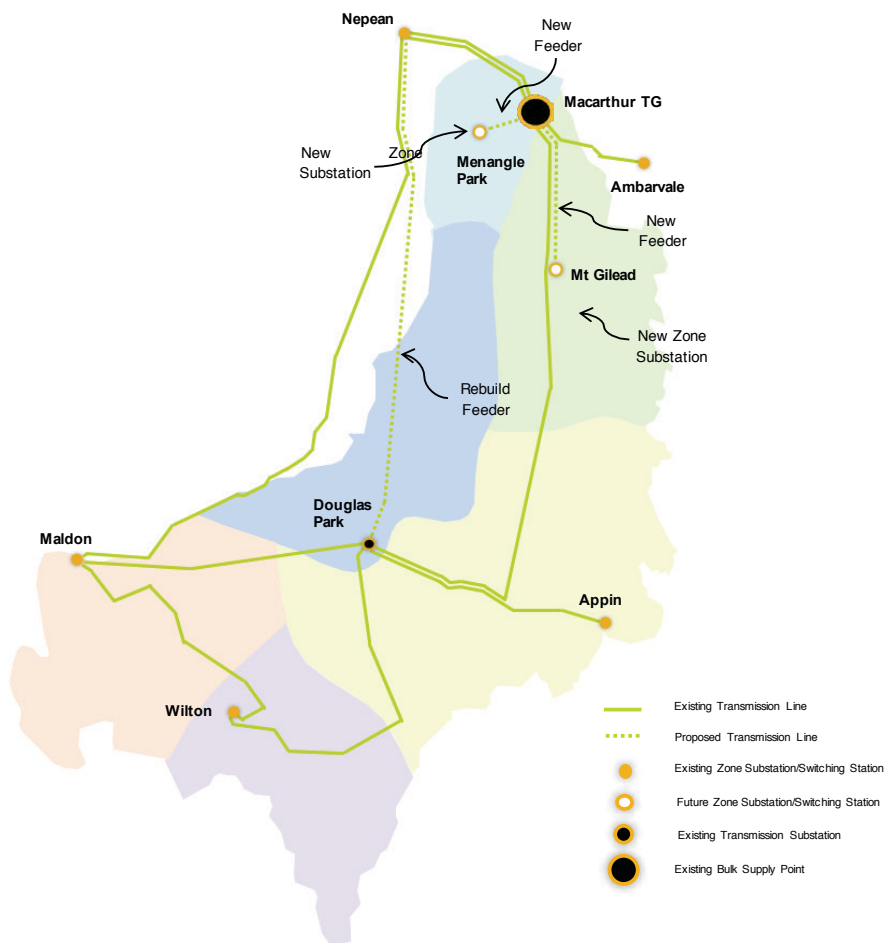 Nepean
New
Feeder
Macarthur TG
New Zone
Substation
Menangle
Park
Ambarvale
New
Feeder
Mt Gilead
New Zone
Substation
Rebuild
Feeder
Douglas
Park
Maldon
Appin
Wilton
Existing Transmission Line
Proposed Transmission Line
Existing Zone Substation/Switching Station
Future Zone Substation/Switching Station
Existing Transmission Substation
Existing Bulk Supply Point